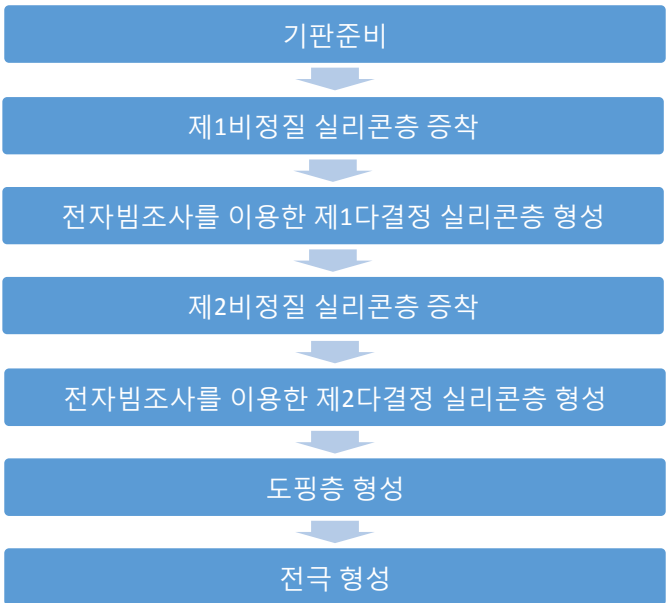 기판준비
제1비정질 실리콘층 증착
전자빔조사를 이용한 제1다결정 실리콘층 형성
제2비정질 실리콘층 증착
전자빔조사를 이용한 제2다결정 실리콘층 형성
도핑층 형성
전극 형성